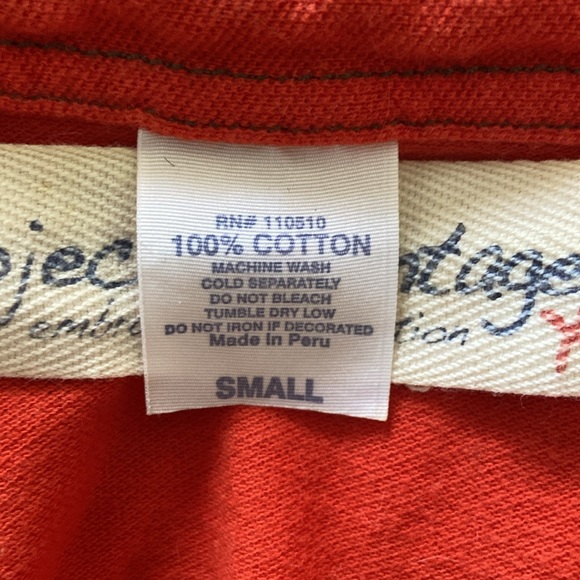 RN# 110510
100% COTTON
MACHINE WASH
COLD SEPARATELY
DO NOT BLEACH
TUMBLE DRY LOW
DO NOT IRON IF DECORATED
Made in Peru
SMALL